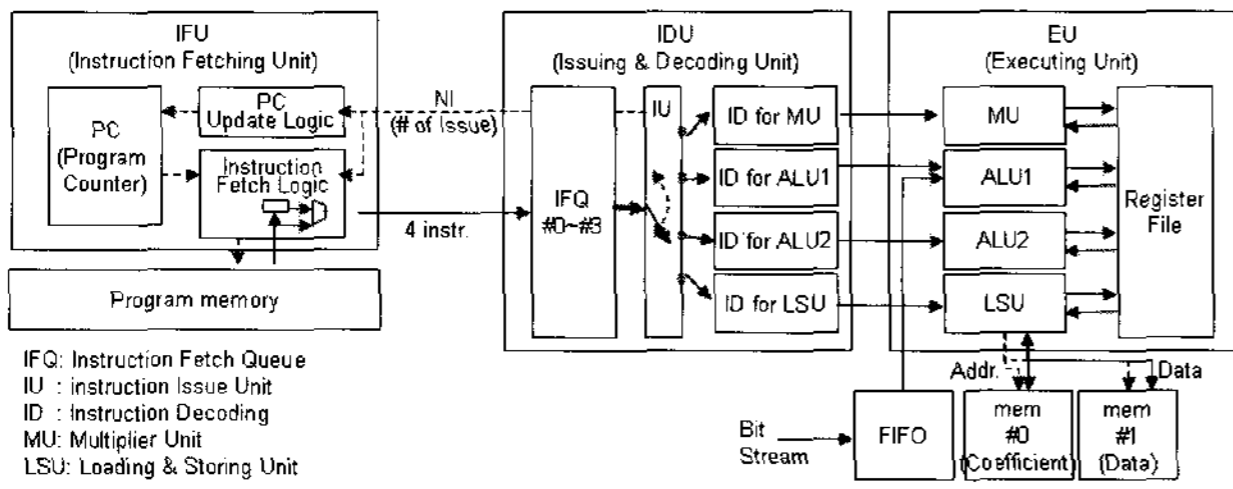 IFU
(Instruction Fetching Unit)
PC
(Program
Counter)
PC
Update Logic
Instruction
Fetch Logic
Program memory
NI
(# of Issue)
4 instr.
IDU
(Issuing & Decoding Unit)
IFQ
#0~#3
IU
ID for MU
ID for ALU1
ID for ALU2
ID for LSU
EU
(Executing Unit)
MU
ALU1
ALU2
LSU
Register
File
Addr.
Data
Bit
Stream
FIFO
mem
#0
(Coefficient)
mem
#1
(Data)
IFQ: Instruction Fetch Queue
IU : instruction Issue Unit
ID : Instruction Decoding
MU: Multiplier Unit
LSU: Loading & Storing Unit